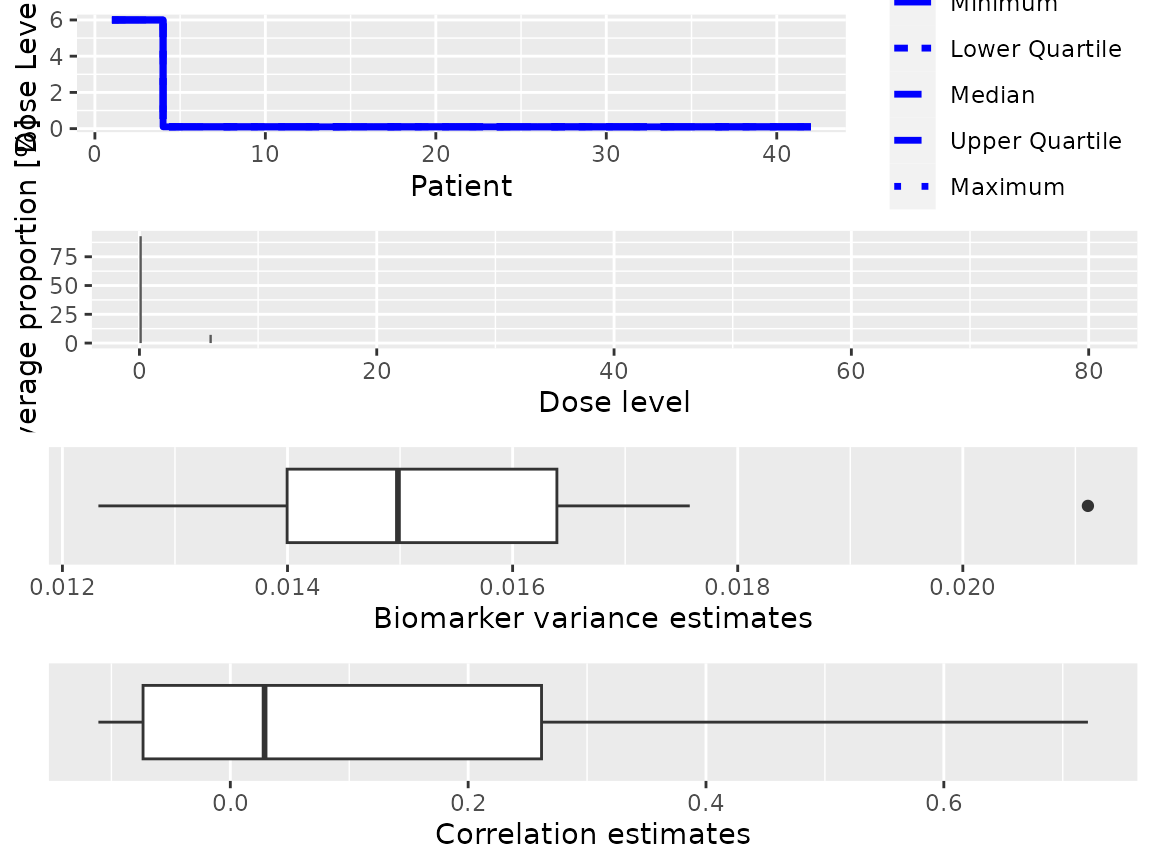 Dose Leve
6
4
2
0
0 10 20 30 40
Patient
Minimum
Lower Quartile
Median
Upper Quartile
Maximum
proportion
75
50
25
0
0 20 40 60 80
Dose level
0.012 0.014 0.016 0.018 0.020
Biomarker variance estimates
0.0 0.2 0.4 0.6
Correlation estimates